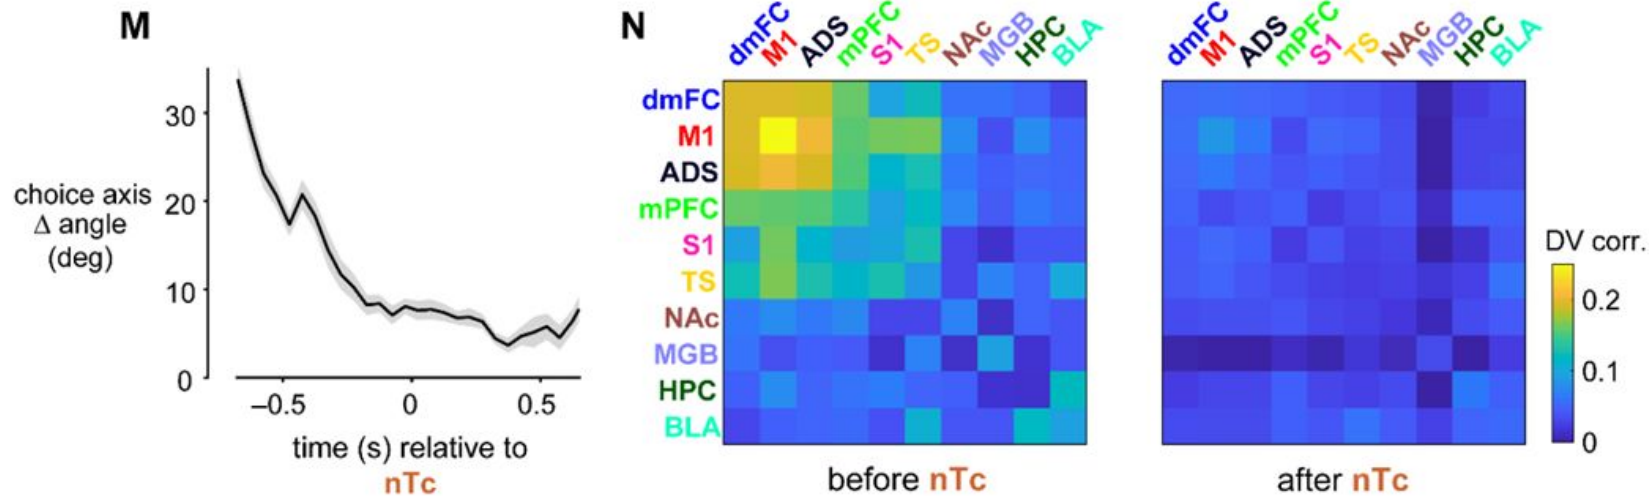 M
choice axis
Δ angle
(deg)
30
20
10
0
–0.5
0
0.5
time (s) relative to
nTc
N
dmFC
M1
ADS
mPFC
S1
TS
NAc
MGB
HPC
BLA
dmFC
M1
ADS
mPFC
S1
TS
NAc
MGB
HPC
BLA
before nTc
dmFC
M1
ADS
mPFC
S1
TS
NAc
MGB
HPC
BLA
after nTc
DV corr.
0.2
0.1
0